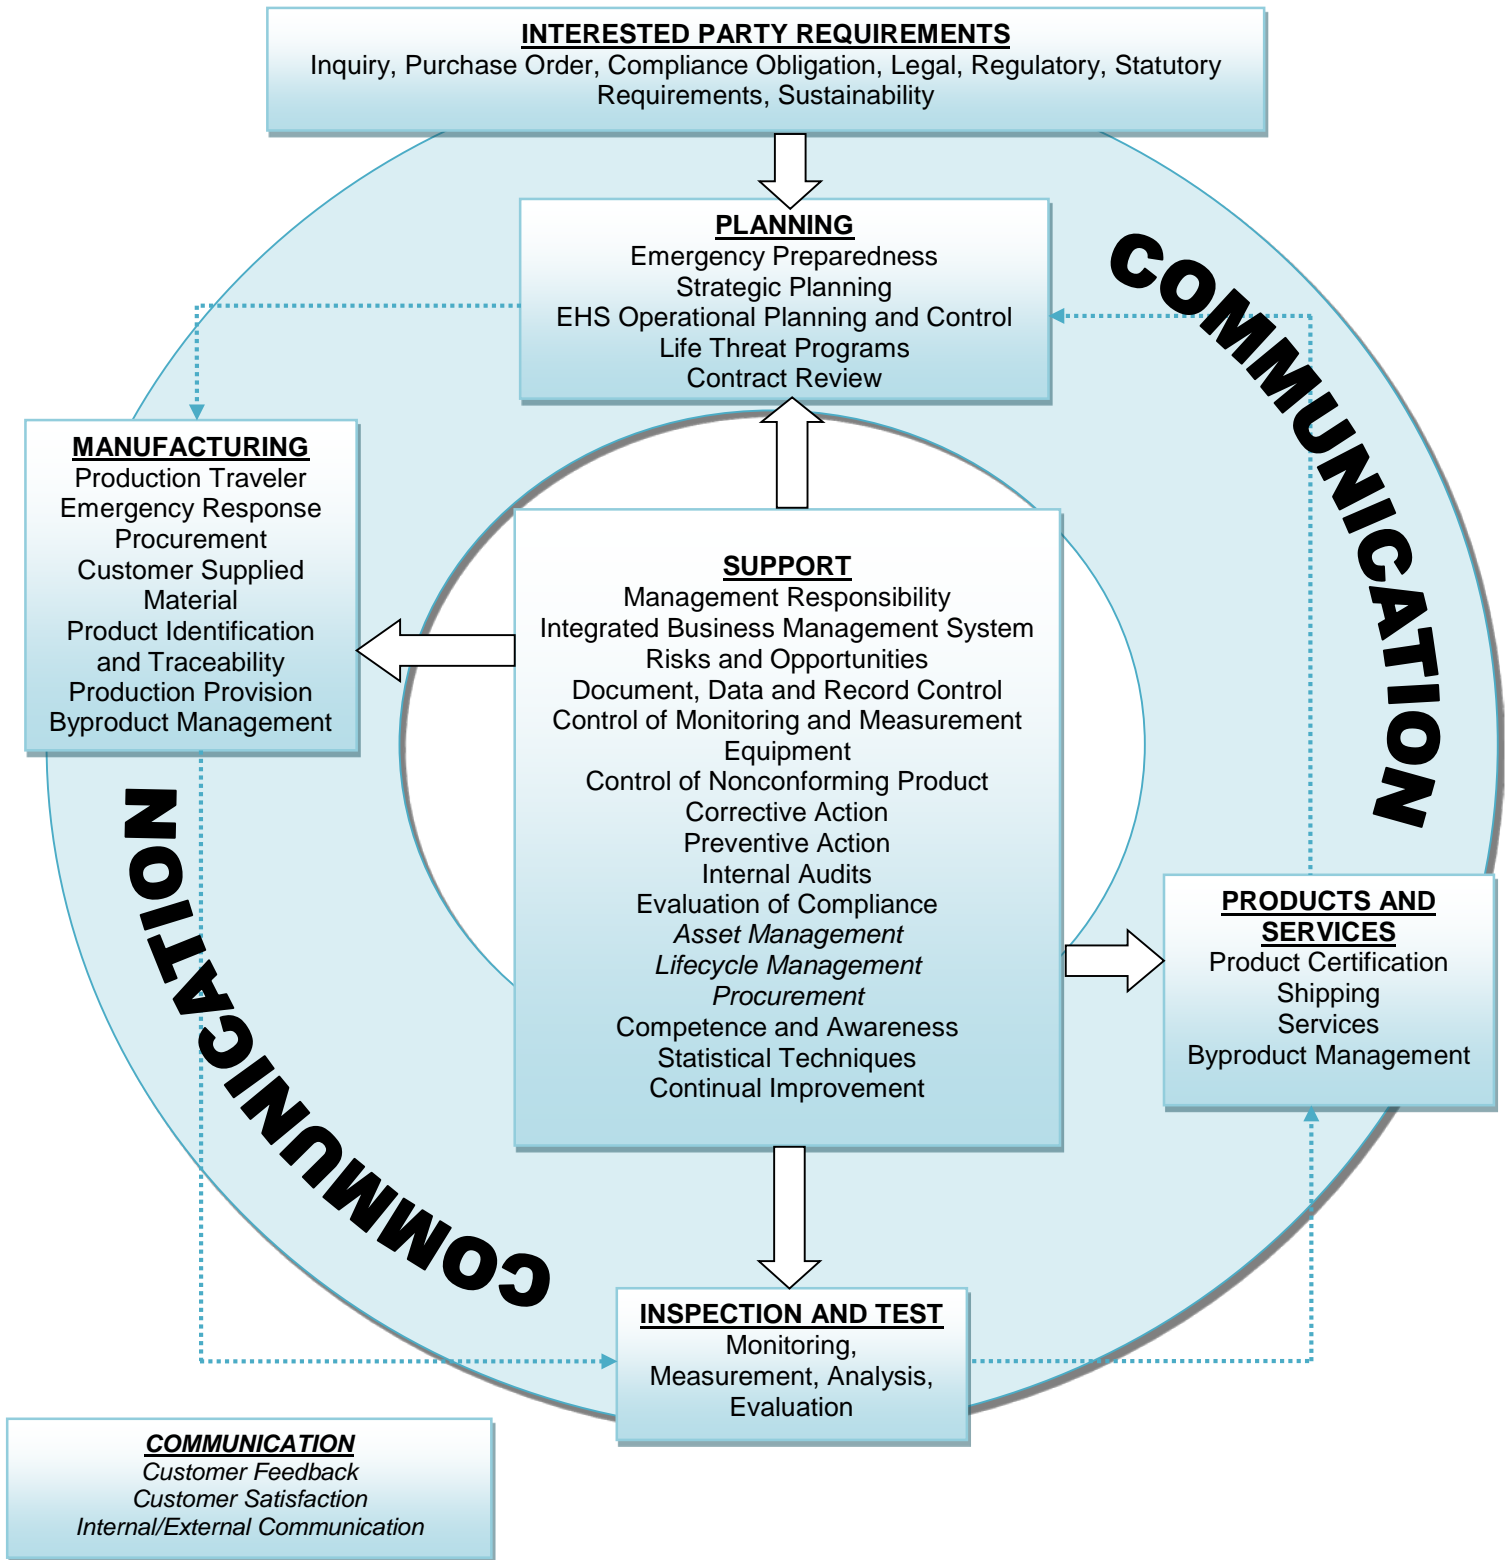 INTERESTED PARTY REQUIREMENTS
Inquiry, Purchase Order, Compliance Obligation, Legal, Regulatory, Statutory
Requirements, Sustainability
PLANNING
Emergency Preparedness
Strategic Planning
EHS Operational Planning and Control
Life Threat Programs
Contract Review
COMMUNICATION
MANUFACTURING
Production Traveler
Emergency Response
Procurement
Customer Supplied
Material
Product Identification
and Traceability
Production Provision
Byproduct Management
SUPPORT
Management Responsibility
Integrated Business Management System
Risks and Opportunities
Document, Data and Record Control
Control of Monitoring and Measurement
Equipment
Control of Nonconforming Product
Corrective Action
Preventive Action
Internal Audits
Evaluation of Compliance
Asset Management
Lifecycle Management
Procurement
Competence and Awareness
Statistical Techniques
Continual Improvement
PRODUCTS AND
SERVICES
Product Certification
Shipping
Services
Byproduct Management
COMMUNICATION
INSPECTION AND TEST
Monitoring,
Measurement, Analysis,
Evaluation
COMMUNICATION
Customer Feedback
Customer Satisfaction
Internal/External Communication